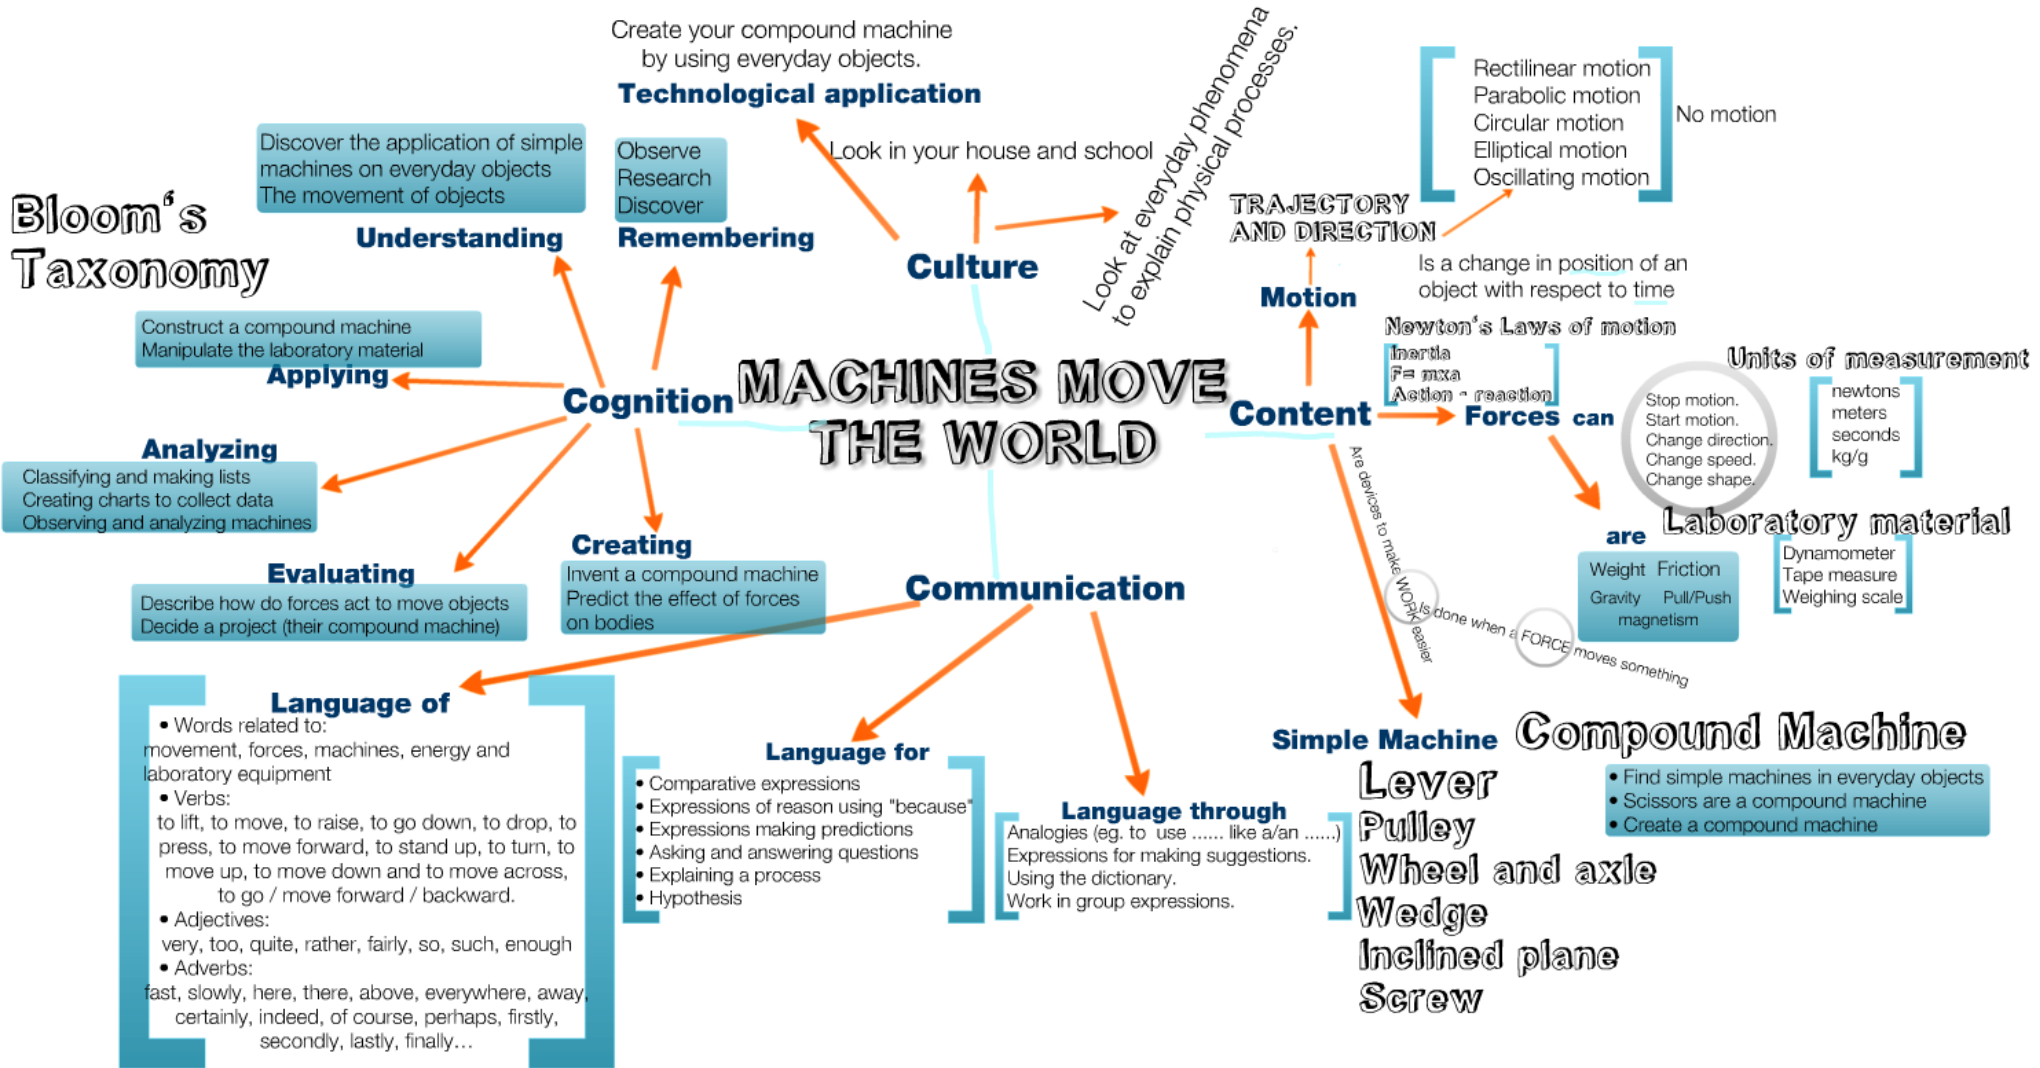 Create your compound machine
by using everyday objects.
Technological application
Look in your house and school
Look at everyday phenomena
to explain physical processes.
Culture
Bloom's
Taxonomy
Discover the application of simple
machines on everyday objects
The movement of objects
Understanding
Observe
Research
Discover
Remembering
Construct a compound machine
Manipulate the laboratory material
Applying
Cognition
Analyzing
Classifying and making lists
Creating charts to collect data
Observing and analyzing machines
Evaluating
Describe how do forces act to move objects
Decide a project (their compound machine)
Creating
Invent a compound machine
Predict the effect of forces
on bodies
MACHINES MOVE
THE WORLD
Rectilinear motion
Parabolic motion
Circular motion
Elliptical motion
Oscillating motion
No motion
TRAJECTORY
AND DIRECTION
Is a change in position of an
object with respect to time
Motion
Newton's Laws of motion
Inertia
F= mxa
Action - reaction
Content
Forces can
Stop motion.
Start motion.
Change direction.
Change speed.
Change shape.
Units of measurement
newtons
meters
seconds
kg/g
are
Weight Friction
Gravity Pull/Push
magnetism
Laboratory material
Dynamometer
Tape measure
Weighing scale
Are devices to make WORK easier
Is done when a FORCE moves something
Simple Machine
Lever
Pulley
Wheel and axle
Wedge
Inclined plane
Screw
Compound Machine
• Find simple machines in everyday objects
• Scissors are a compound machine
• Create a compound machine
Communication
Language of
• Words related to:
movement, forces, machines, energy and
laboratory equipment
• Verbs:
to lift, to move, to raise, to go down, to drop, to
press, to move forward, to stand up, to turn, to
move up, to move down and to move across,
to go / move forward / backward.
• Adjectives:
very, too, quite, rather, fairly, so, such, enough
• Adverbs:
fast, slowly, here, there, above, everywhere, away,
certainly, indeed, of course, perhaps, firstly,
secondly, lastly, finally…
Language for
• Comparative expressions
• Expressions of reason using "because"
• Expressions making predictions
• Asking and answering questions
• Explaining a process
• Hypothesis
Language through
Analogies (eg. to use ...... like a/an ......)
Expressions for making suggestions.
Using the dictionary.
Work in group expressions.